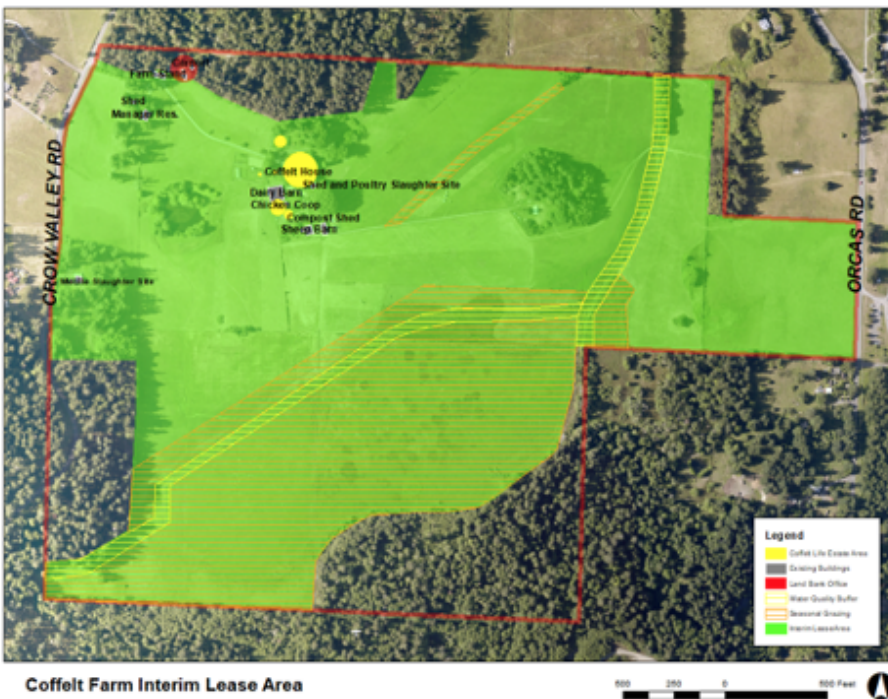 Farm Stand
Shed
Manager Res.
Coffelt House
Shed and Poultry Slaughter Site
Dairy Barn
Chicken Coop
Compost Shed
Sheep Barn
Mobile Slaughter Site
CROW VALLEY RD
ORCAS RD
Legend
Coffelt Life Estate Area
Existing Buildings
Land Bank Office
Water Quality Buffer
Seasonal Grazing
Interim Lease Area
Coffelt Farm Interim Lease Area
500 250 0 500 Feet